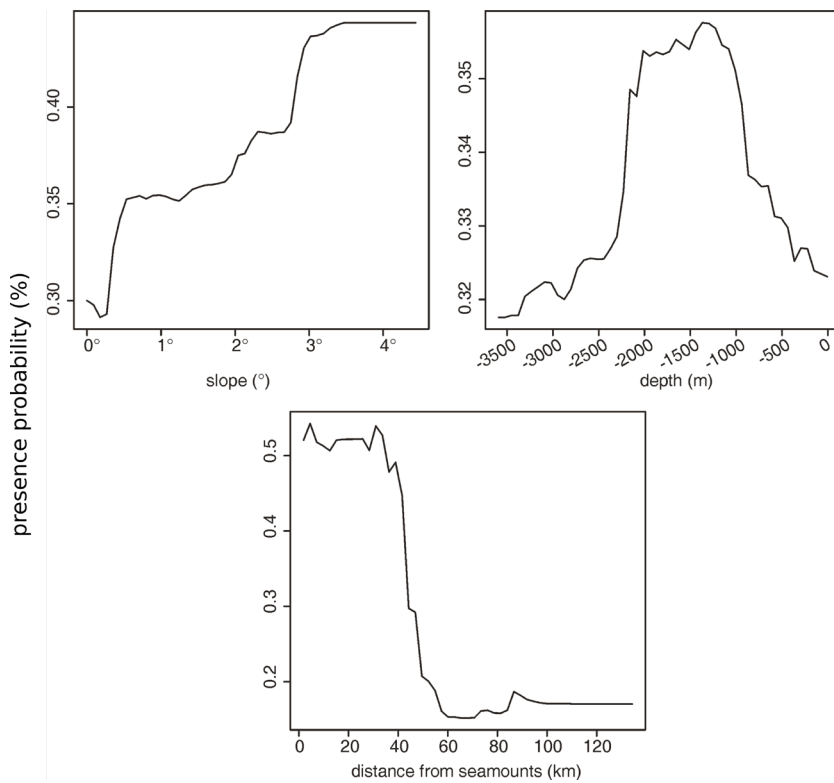 presence probability (%)
0.40
0.35
0.30
0° 1° 2° 3° 4°
slope (°)
0.35
0.34
0.33
0.32
-3500 -3000 -2500 -2000 -1500 -1000 -500 0
depth (m)
0.5
0.4
0.3
0.2
0 20 40 60 80 100 120
distance from seamounts (km)